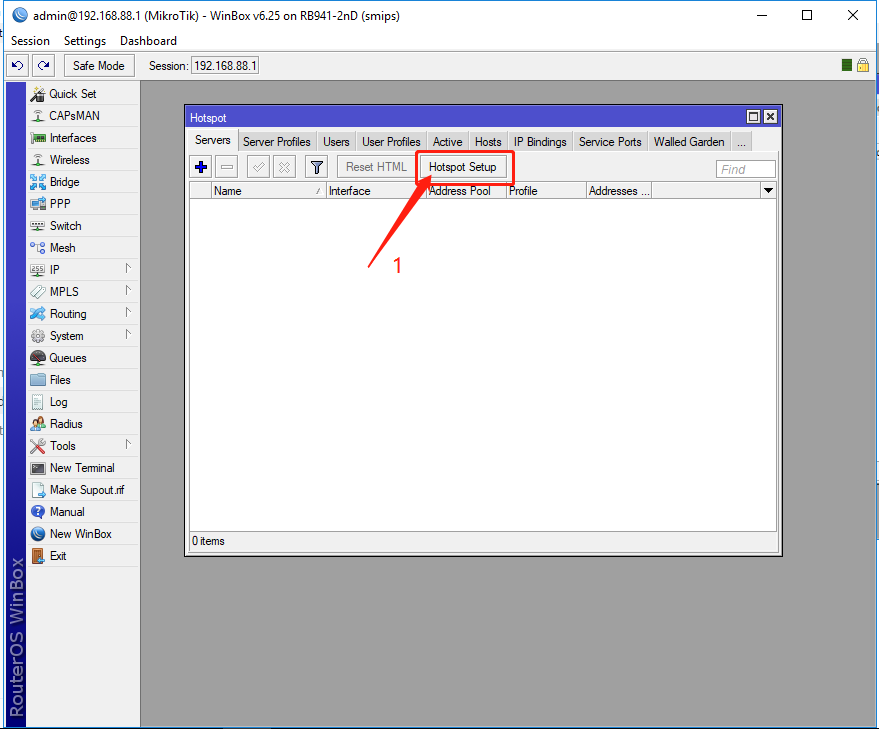 admin@192.168.88.1 (MikroTik) - WinBox v6.25 on RB941-2nD (smips)
Session Settings Dashboard
Safe Mode Session: 192.168.88.1
Quick Set
CAPsMAN
Interfaces
Wireless
Bridge
PPP
Switch
Mesh
IP
MPLS
Routing
System
Queues
Files
Log
Radius
Tools
New Terminal
Make Supout.rif
Manual
New WinBox
Exit
RouterOS WinBox
Hotspot
Servers Server Profiles Users User Profiles Active Hosts IP Bindings Service Ports Walled Garden ...
Reset HTML Hotspot Setup Find
Name Interface Address Pool Profile Addresses ...
1
0 items